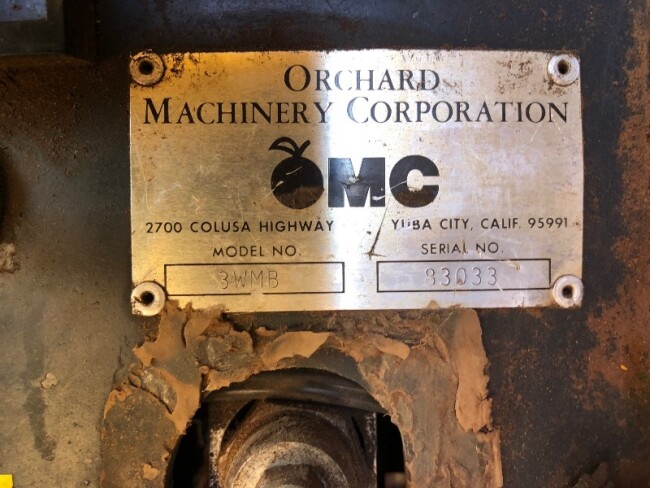 ORCHARD
MACHINERY CORPORATION
OMC
2700 COLUSA HIGHWAY YUBA CITY, CALIF. 95991
MODEL NO. SERIAL NO.
3WMB 83033